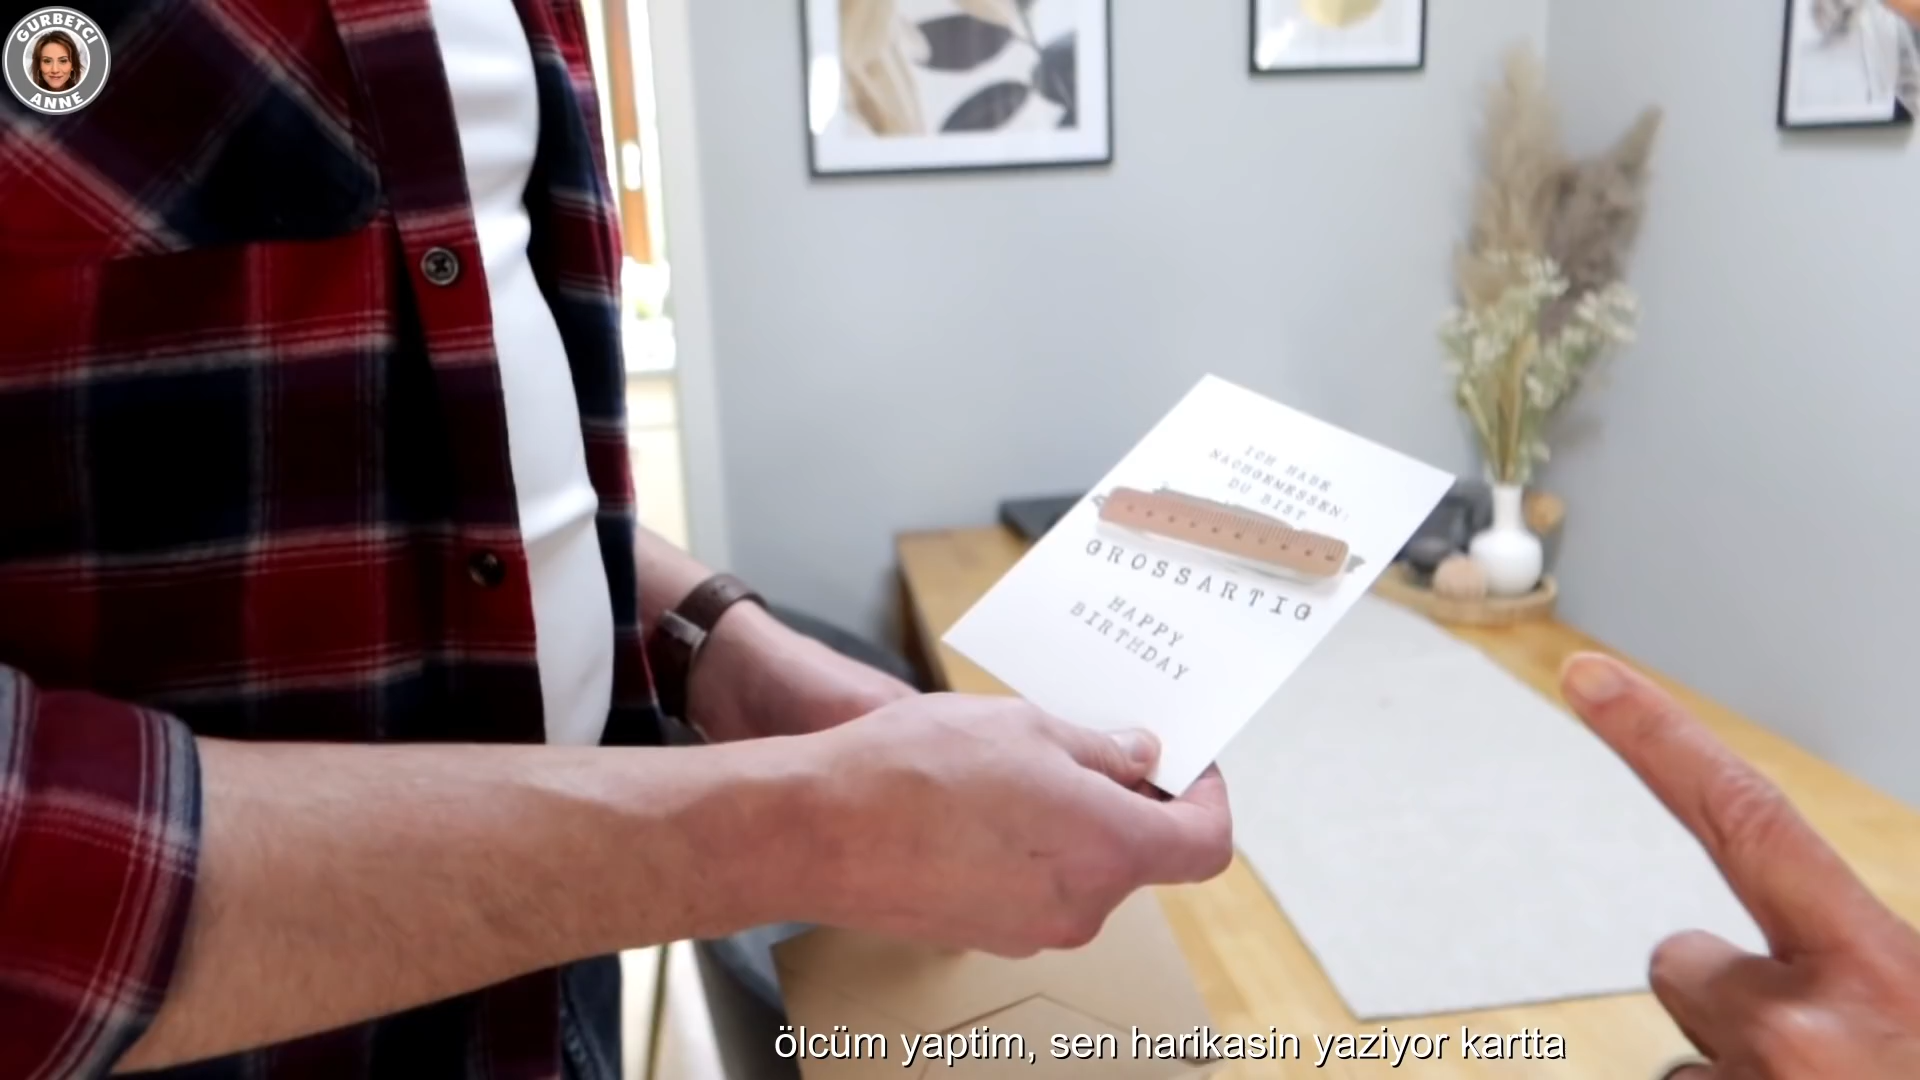 GURBETCI
ANNE
ICH HABE
NACHGEMESSEN:
DU BIST
GROSSARTIG
HAPPY
BIRTHDAY
ölcüm yaptim, sen harikasin yaziyor kartta